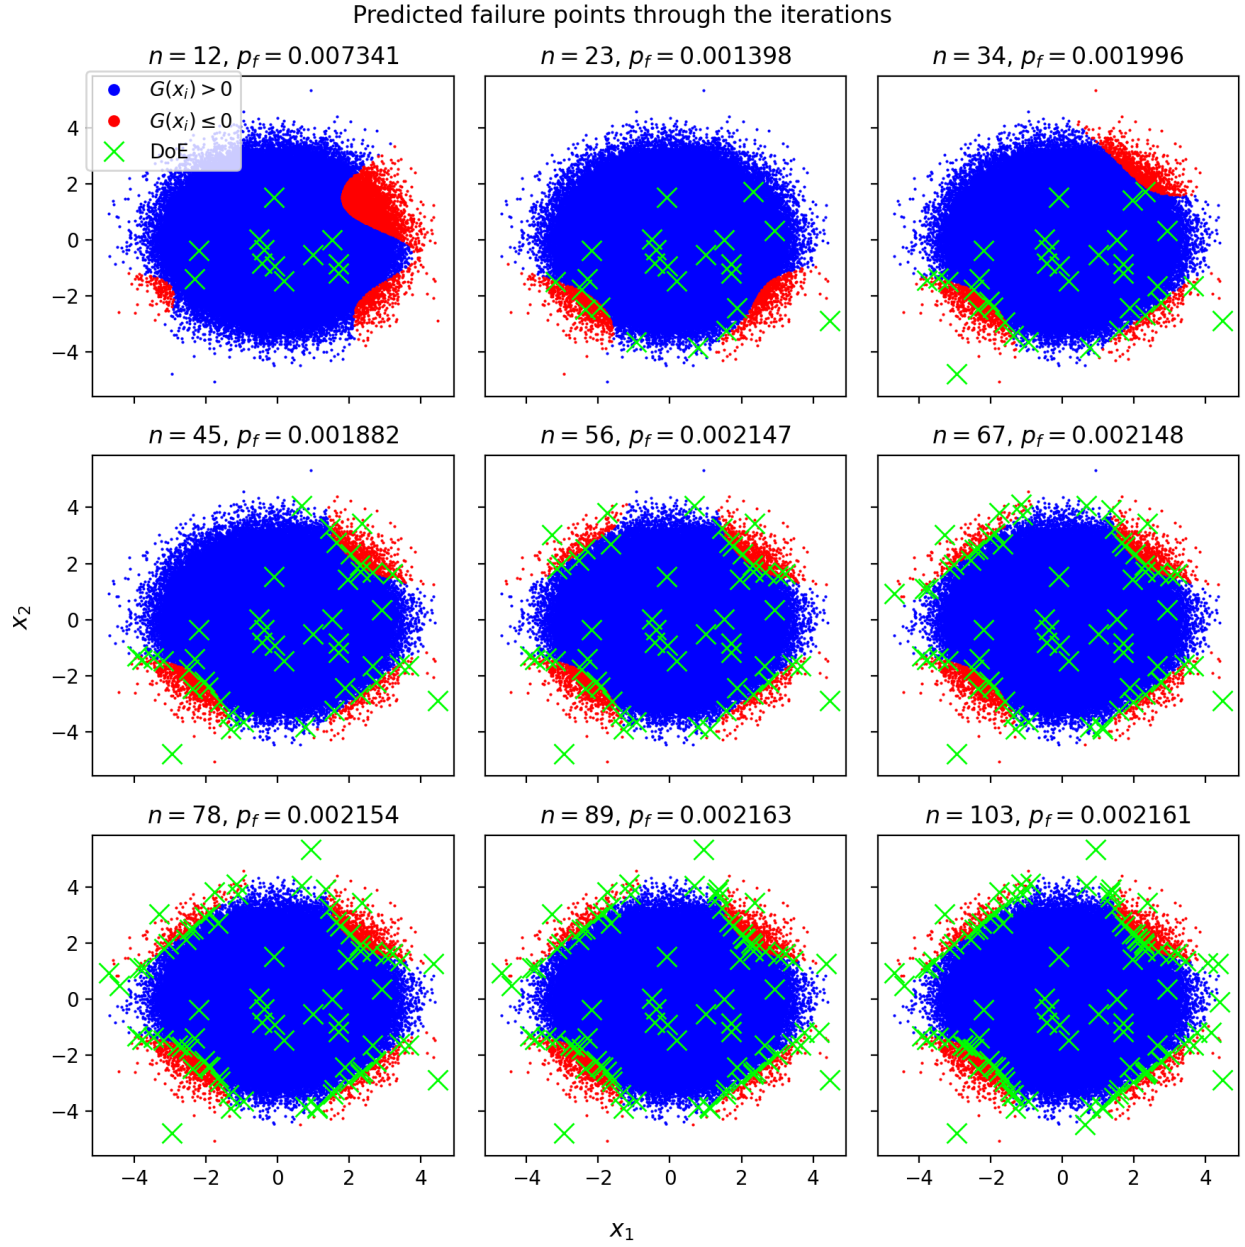 Predicted failure points through the iterations
n = 12, p_f = 0.007341
n = 23, p_f = 0.001398
n = 34, p_f = 0.001996
G(x_i) > 0
G(x_i) ≤ 0
DoE
4
2
0
−2
−4
n = 45, p_f = 0.001882
n = 56, p_f = 0.002147
n = 67, p_f = 0.002148
4
2
0
−2
−4
x_2
n = 78, p_f = 0.002154
n = 89, p_f = 0.002163
n = 103, p_f = 0.002161
4
2
0
−2
−4
−4 −2 0 2 4
−4 −2 0 2 4
−4 −2 0 2 4
x_1